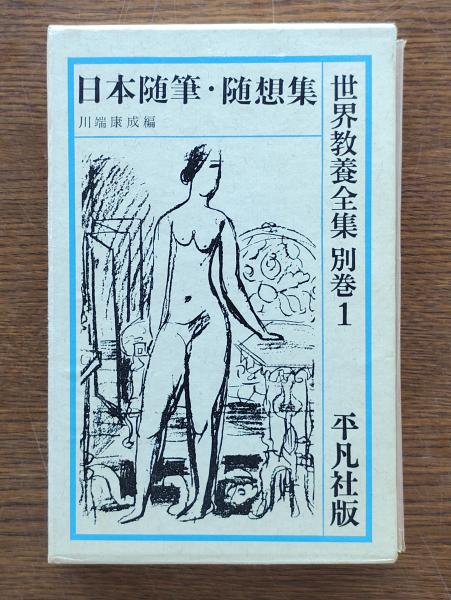 日本随筆・随想集
川端康成編
世界教養全集 別巻1
平凡社版